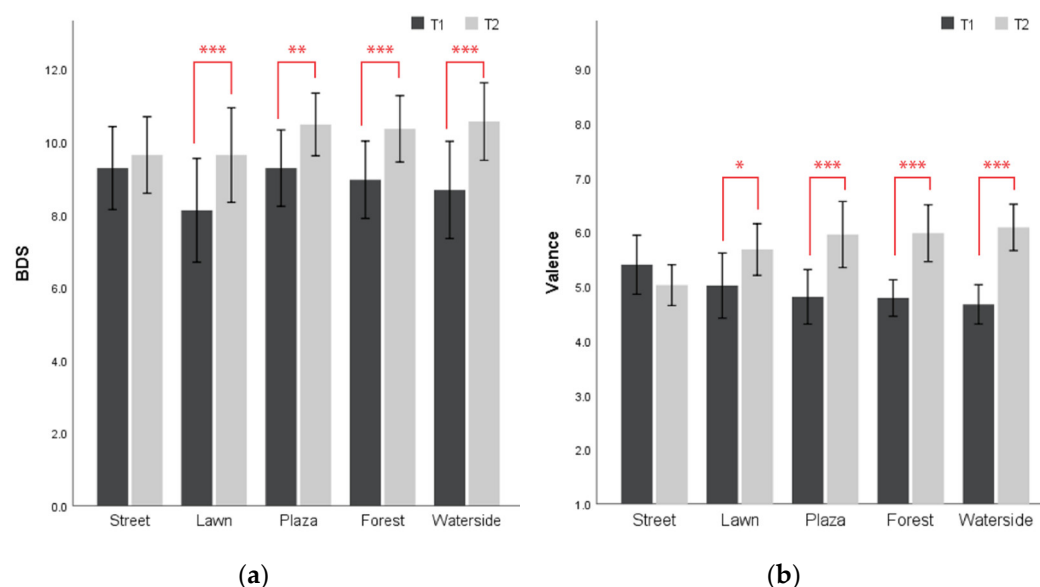 T1 T2
*** ** *** ***
12.0
10.0
8.0
6.0
4.0
2.0
0.0
BDS
Street Lawn Plaza Forest Waterside
(a)
T1 T2
9.0
8.0
7.0
6.0
5.0
4.0
3.0
2.0
1.0
* *** *** ***
Valence
Street Lawn Plaza Forest Waterside
(b)